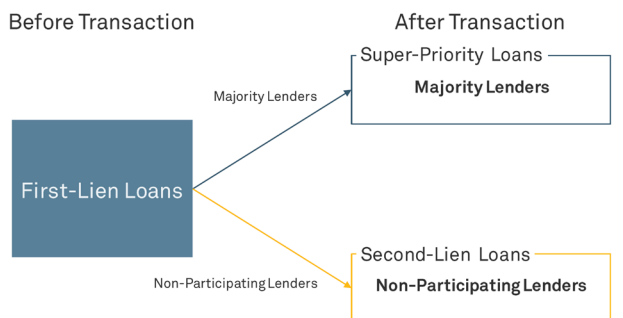 Before Transaction
After Transaction
Super-Priority Loans
Majority Lenders
Majority Lenders
First-Lien Loans
Second-Lien Loans
Non-Participating Lenders
Non-Participating Lenders